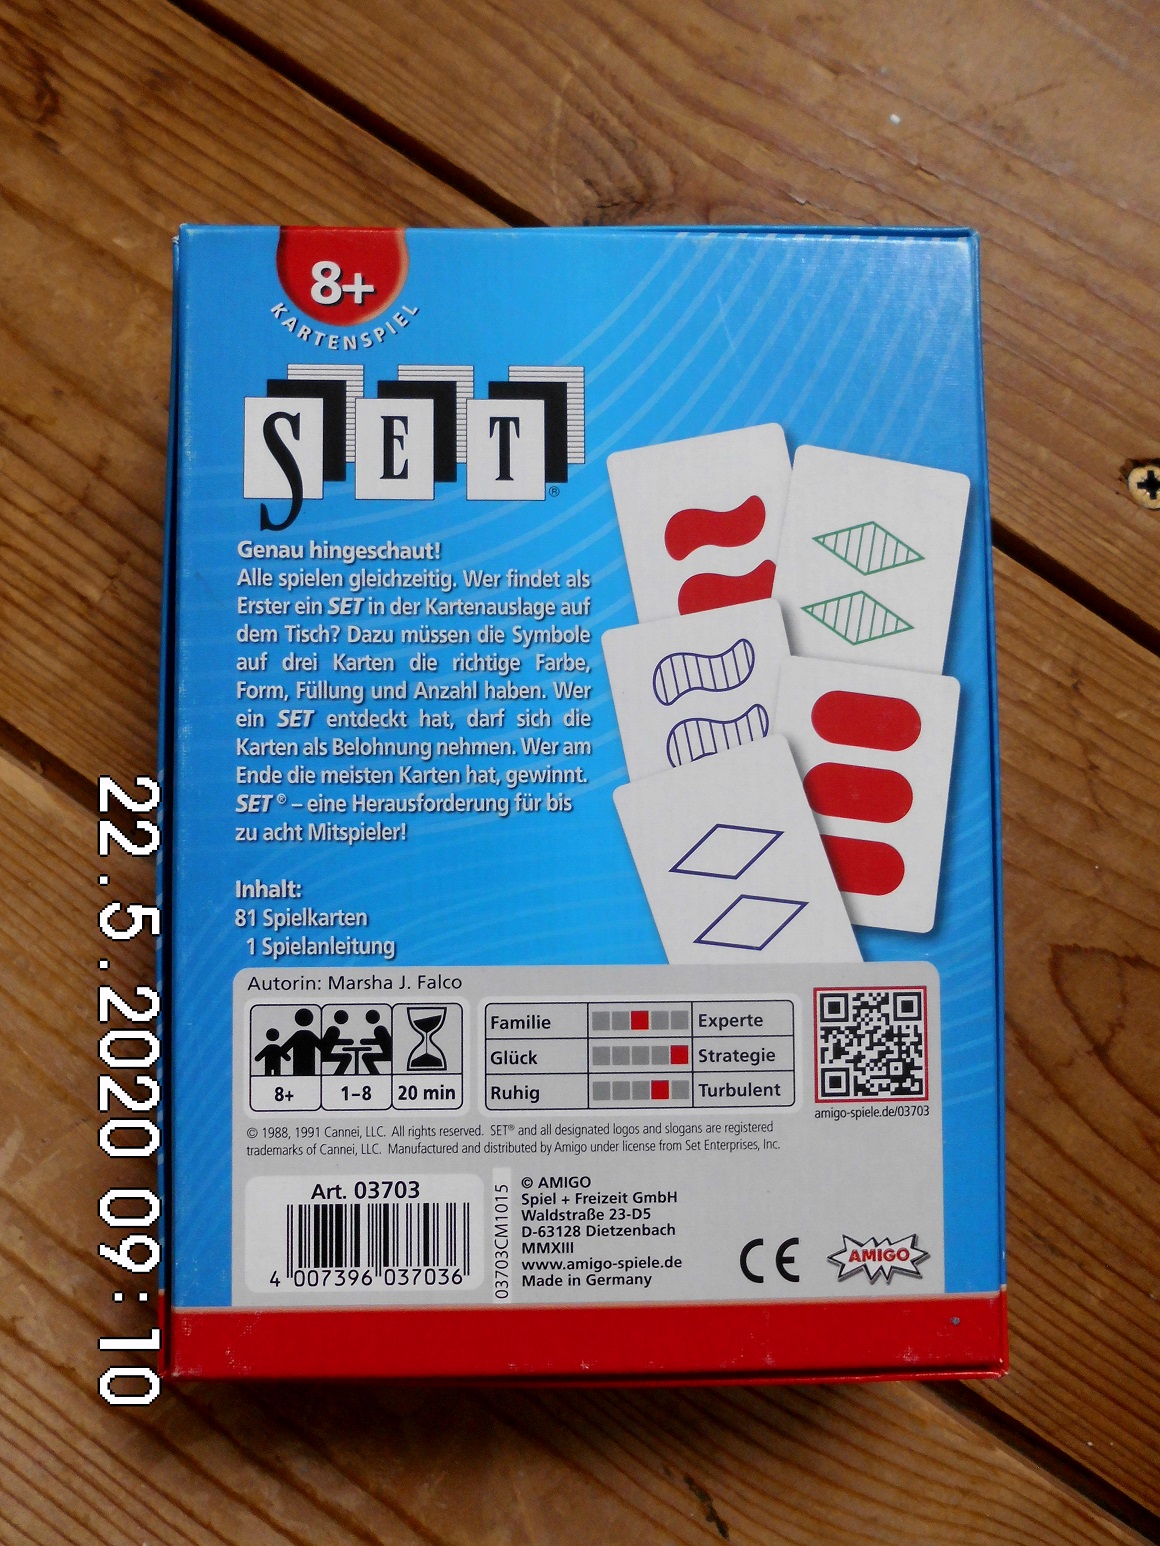 8+
KARTENSPIEL
SET®
Genau hingeschaut!
Alle spielen gleichzeitig. Wer findet als
Erster ein SET in der Kartenauslage auf
dem Tisch? Dazu müssen die Symbole
auf drei Karten die richtige Farbe,
Form, Füllung und Anzahl haben. Wer
ein SET entdeckt hat, darf sich die
Karten als Belohnung nehmen. Wer am
Ende die meisten Karten hat, gewinnt.
SET® – eine Herausforderung für bis
zu acht Mitspieler!
Inhalt:
81 Spielkarten
1 Spielanleitung
Autorin: Marsha J. Falco
8+ 1–8 20 min
Familie Experte
Glück Strategie
Ruhig Turbulent
amigo-spiele.de/03703
© 1988, 1991 Cannei, LLC. All rights reserved. SET® and all designated logos and slogans are registered
trademarks of Cannei, LLC. Manufactured and distributed by Amigo under license from Set Enterprises, Inc.
Art. 03703
4 007396 037036
03703CM1015
© AMIGO
Spiel + Freizeit GmbH
Waldstraße 23-D5
D-63128 Dietzenbach
MMXIII
www.amigo-spiele.de
Made in Germany
CE
AMIGO
22.5.2020 09:10